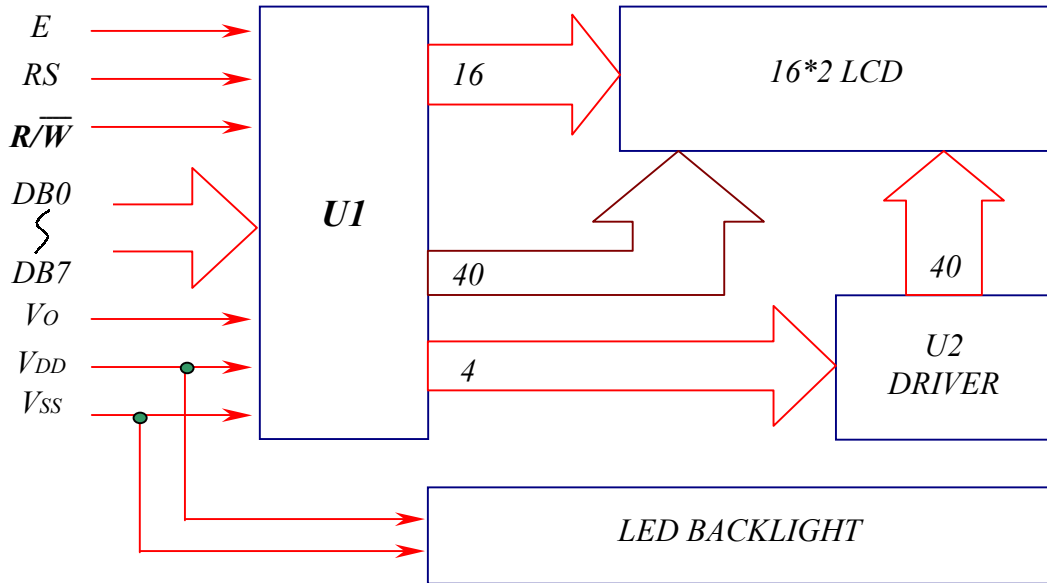 E
RS
R/W̅
DB0
DB7
VO
VDD
VSS
U1
16
40
4
16*2 LCD
40
U2
DRIVER
LED BACKLIGHT